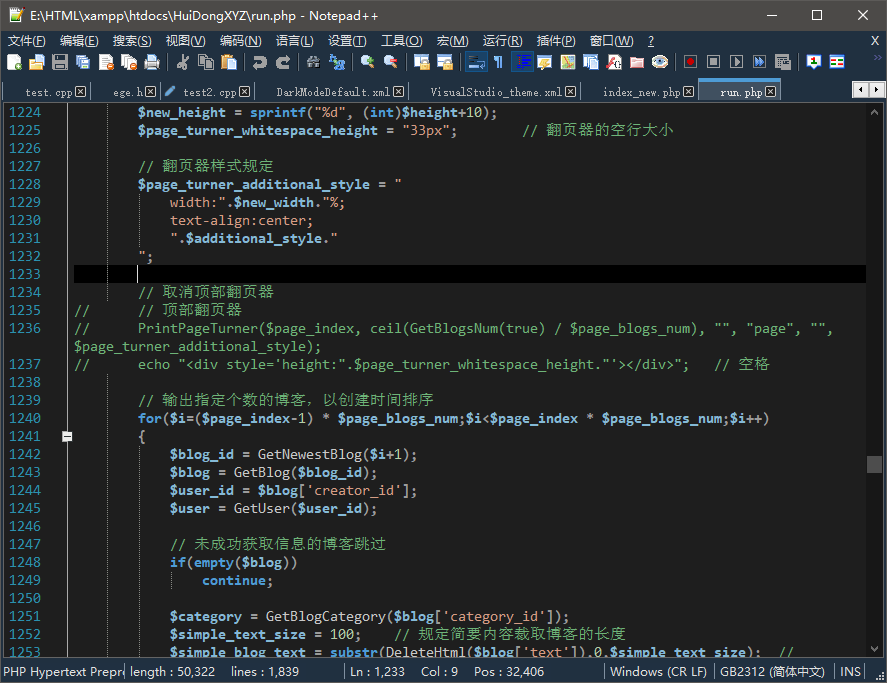 E:\HTML\xampp\htdocs\HuiDongXYZ\run.php - Notepad++
文件(F) 编辑(E) 搜索(S) 视图(V) 编码(N) 语言(L) 设置(T) 工具(O) 宏(M) 运行(R) 插件(P) 窗口(W) ? X
test.cpp ege.h test2.cpp DarkModeDefault.xml VisualStudio_theme.xml index_new.php run.php
1224 $new_height = sprintf("%d", (int)$height+10);
1225 $page_turner_whitespace_height = "33px"; // 翻页器的空行大小
1226
1227 // 翻页器样式规定
1228 $page_turner_additional_style = "
1229 width:".$new_width."%;
1230 text-align:center;
1231 ".$additional_style."
1232 ";
1233
1234 // 取消顶部翻页器
1235 // // 顶部翻页器
1236 // PrintPageTurner($page_index, ceil(GetBlogsNum(true) / $page_blogs_num), "", "page", "",
$page_turner_additional_style);
1237 // echo "<div style='height:".$page_turner_whitespace_height."'></div>"; // 空格
1238
1239 // 输出指定个数的博客，以创建时间排序
1240 for($i=($page_index-1) * $page_blogs_num;$i<$page_index * $page_blogs_num;$i++)
1241 {
1242 $blog_id = GetNewestBlog($i+1);
1243 $blog = GetBlog($blog_id);
1244 $user_id = $blog['creator_id'];
1245 $user = GetUser($user_id);
1246
1247 // 未成功获取信息的博客跳过
1248 if(empty($blog))
1249 continue;
1250
1251 $category = GetBlogCategory($blog['category_id']);
1252 $simple_text_size = 100; // 规定简要内容裁取博客的长度
1253 $simple_blog_text = substr(DeleteHtml($blog['text']),0,$simple_text_size); //
PHP Hypertext Prepro length : 50,322 lines : 1,839 Ln : 1,233 Col : 9 Pos : 32,406 Windows (CR LF) GB2312 (简体中文) INS